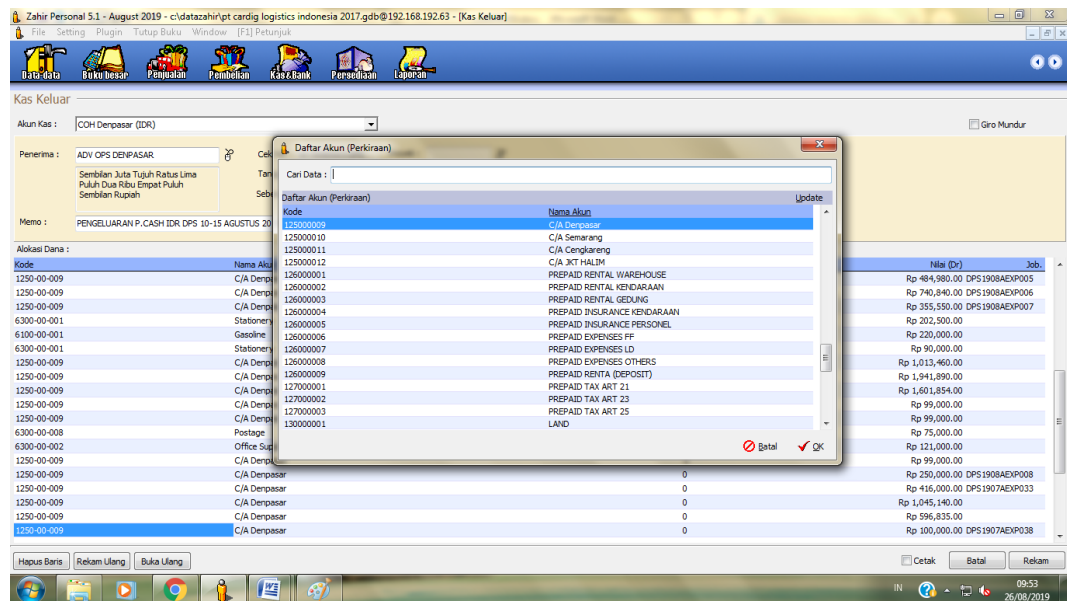 Zahir Personal 5.1 - August 2019 - c:\datazahir\pt cardig logistics indonesia 2017.gdb@192.168.192.63 - [Kas Keluar]
File Setting Plugin Tutup Buku Window [F1] Petunjuk
Data-data Buku besar Penjualan Pembelian Kas & Bank Persediaan Laporan
Kas Keluar
Akun Kas : COH Denpasar (IDR) Giro Mundur
Penerima : ADV OPS DENPASAR Cek
Sembilan Juta Tujuh Ratus Lima
Puluh Dua Ribu Empat Puluh
Sembilan Rupiah
Tan
Sebe
Memo : PENGELUARAN P.CASH IDR DPS 10-15 AGUSTUS 20
Alokasi Dana :
Kode Nama Aku Nilai (Dr) Job.
1250-00-009 C/A Denpa Rp 484,980.00 DPS1908AEXP005
1250-00-009 C/A Denpa Rp 740,840.00 DPS1908AEXP006
1250-00-009 C/A Denpa Rp 355,550.00 DPS1908AEXP007
6300-00-001 Stationery Rp 202,500.00
6100-00-001 Gasoline Rp 220,000.00
6300-00-001 Stationery Rp 90,000.00
1250-00-009 C/A Denpa Rp 1,013,460.00
1250-00-009 C/A Denpa Rp 1,941,890.00
1250-00-009 C/A Denpa Rp 1,601,854.00
1250-00-009 C/A Denpa Rp 99,000.00
1250-00-009 C/A Denpa Rp 99,000.00
6300-00-008 Postage Rp 75,000.00
6300-00-002 Office Sup Rp 121,000.00
1250-00-009 C/A Denpa Rp 99,000.00
1250-00-009 C/A Denpasar 0 Rp 250,000.00 DPS1908AEXP008
1250-00-009 C/A Denpasar 0 Rp 416,000.00 DPS1907AEXP033
1250-00-009 C/A Denpasar 0 Rp 1,045,140.00
1250-00-009 C/A Denpasar 0 Rp 596,835.00
1250-00-009 C/A Denpasar 0 Rp 100,000.00 DPS1907AEXP038
Daftar Akun (Perkiraan)
Cari Data :
Daftar Akun (Perkiraan) Update
Kode Nama Akun
125000009 C/A Denpasar
125000010 C/A Semarang
125000011 C/A Cengkareng
125000012 C/A JKT HALIM
126000001 PREPAID RENTAL WAREHOUSE
126000002 PREPAID RENTAL KENDARAAN
126000003 PREPAID RENTAL GEDUNG
126000004 PREPAID INSURANCE KENDARAAN
126000005 PREPAID INSURANCE PERSONEL
126000006 PREPAID EXPENSES FF
126000007 PREPAID EXPENSES LD
126000008 PREPAID EXPENSES OTHERS
126000009 PREPAID RENTA (DEPOSIT)
127000001 PREPAID TAX ART 21
127000002 PREPAID TAX ART 23
127000003 PREPAID TAX ART 25
130000001 LAND
Batal OK
Hapus Baris Rekam Ulang Buka Ulang Cetak Batal Rekam
IN 09:53
26/08/2019